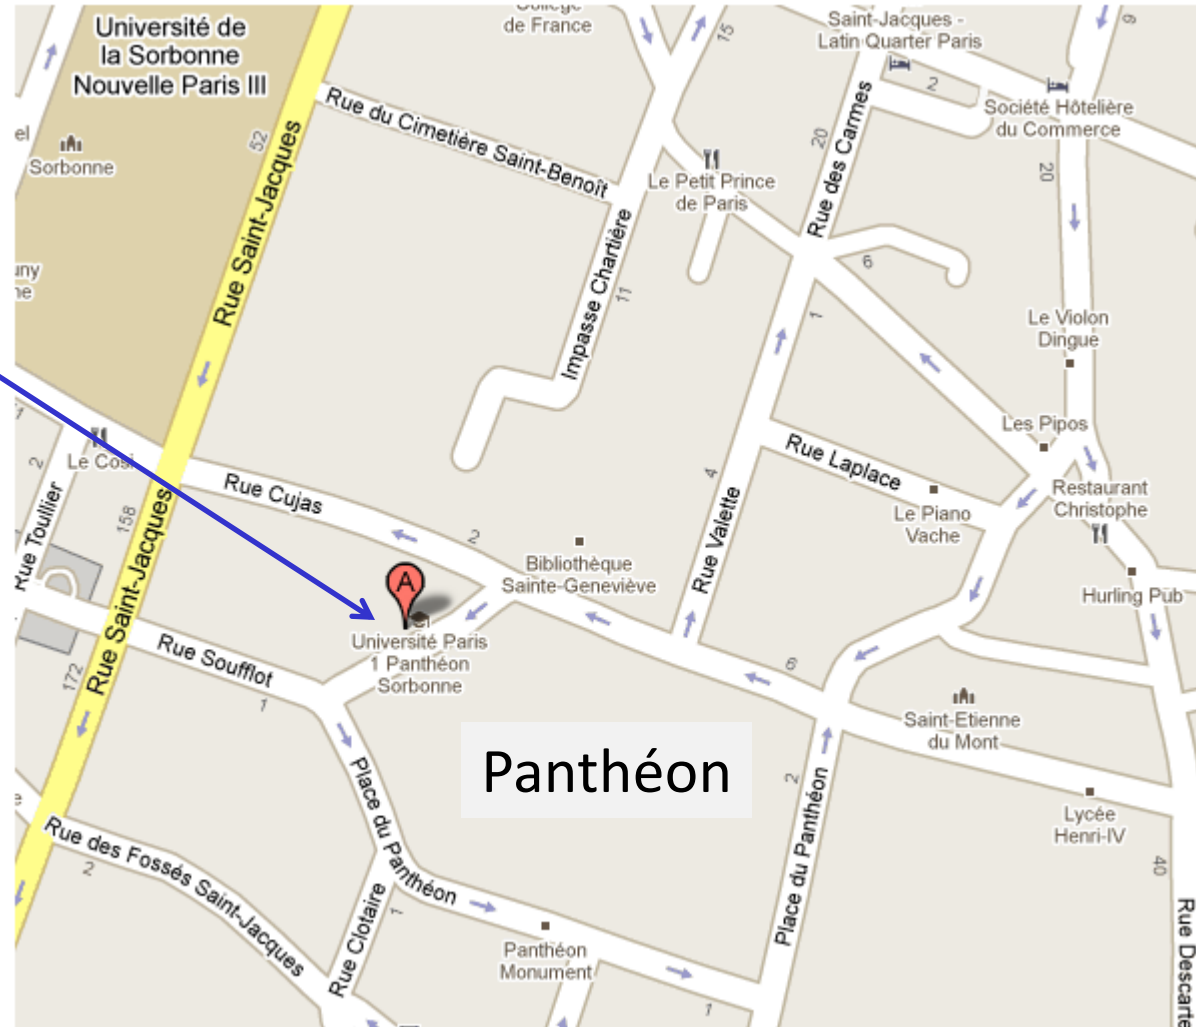 Université de
la Sorbonne
Nouvelle Paris III
de France
15
Saint-Jacques -
Latin Quarter Paris
9
2
Société Hôtelière
du Commerce
Rue du Cimetière Saint-Benoît
52
Sorbonne
Le Petit Prince
de Paris
20
Rue des Carmes
20
Rue Saint-Jacques
Impasse Chartière
11
6
1
Le Violon
Dingue
Le Cosi
2
Rue Cujas
Les Pipos
Rue Laplace
4
Restaurant
Christophe
Le Piano
Vache
Rue Toullier
158
Rue Saint-Jacques
2
Bibliothèque
Sainte-Geneviève
Rue Valette
A
Hurling Pub
Université Paris
1 Panthéon
Sorbonne
Rue Soufflot
1
172
6
Saint-Etienne
du Mont
Panthéon
Place du Panthéon
2
Place du Panthéon
Lycée
Henri-IV
Rue des Fossés Saint-Jacques
2
40
Rue Clotaire
1
Panthéon
Monument
1
Rue Descarte